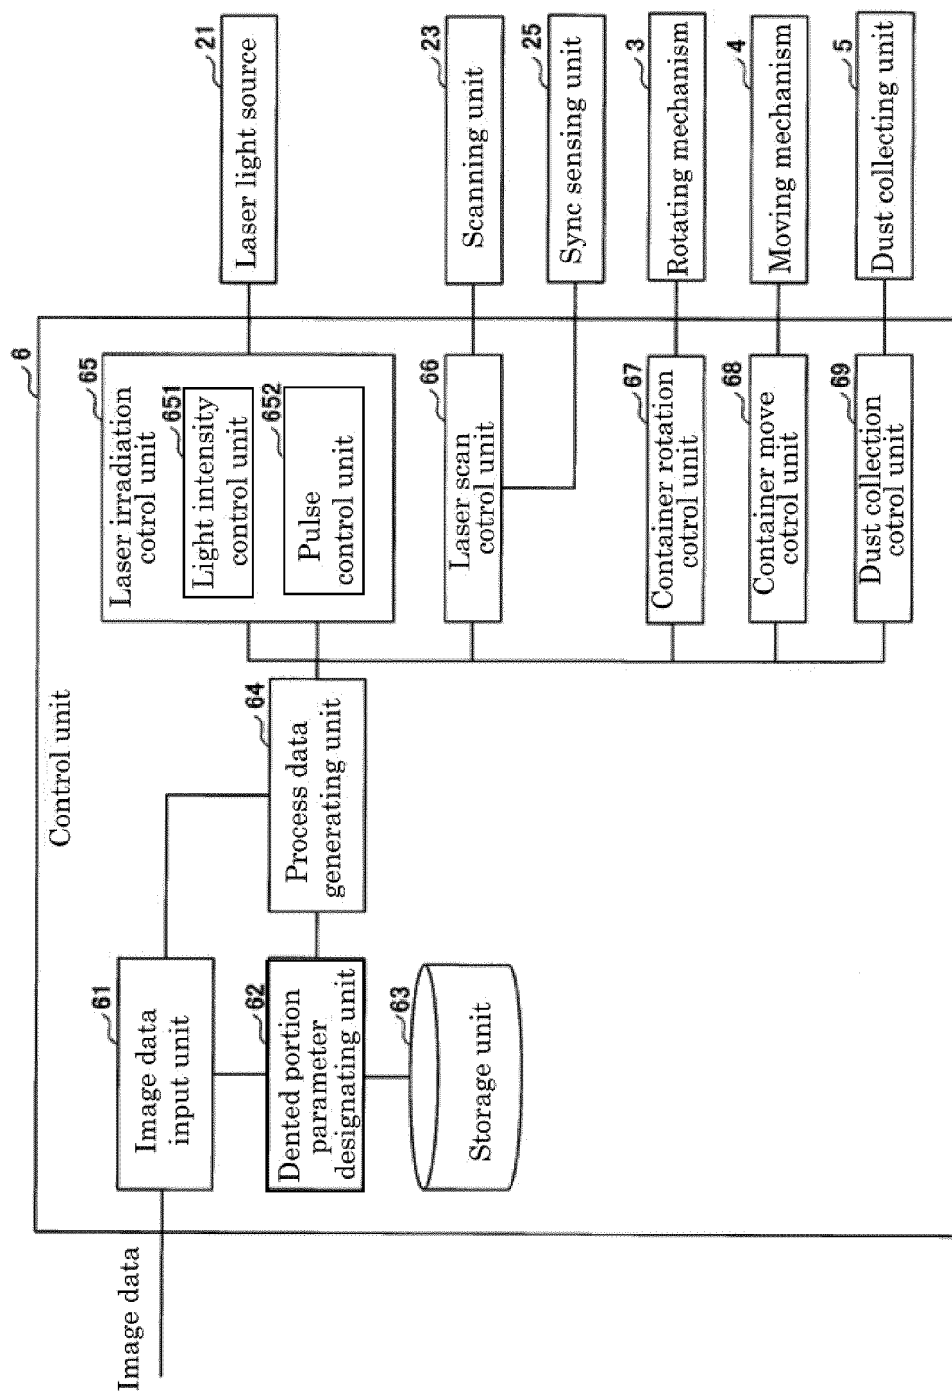 6
Control unit
Image data
61
Image data
input unit
62
Dented portion
parameter
designating unit
63
Storage unit
64
Process data
generating unit
65
Laser irradiation
cotrol unit
651
Light intensity
control unit
652
Pulse
control unit
66
Laser scan
cotrol unit
67
Container rotation
cotrol unit
68
Container move
cotrol unit
69
Dust collection
cotrol unit
21
Laser light source
23
Scanning unit
25
Sync sensing unit
3
Rotating mechanism
4
Moving mechanism
5
Dust collecting unit